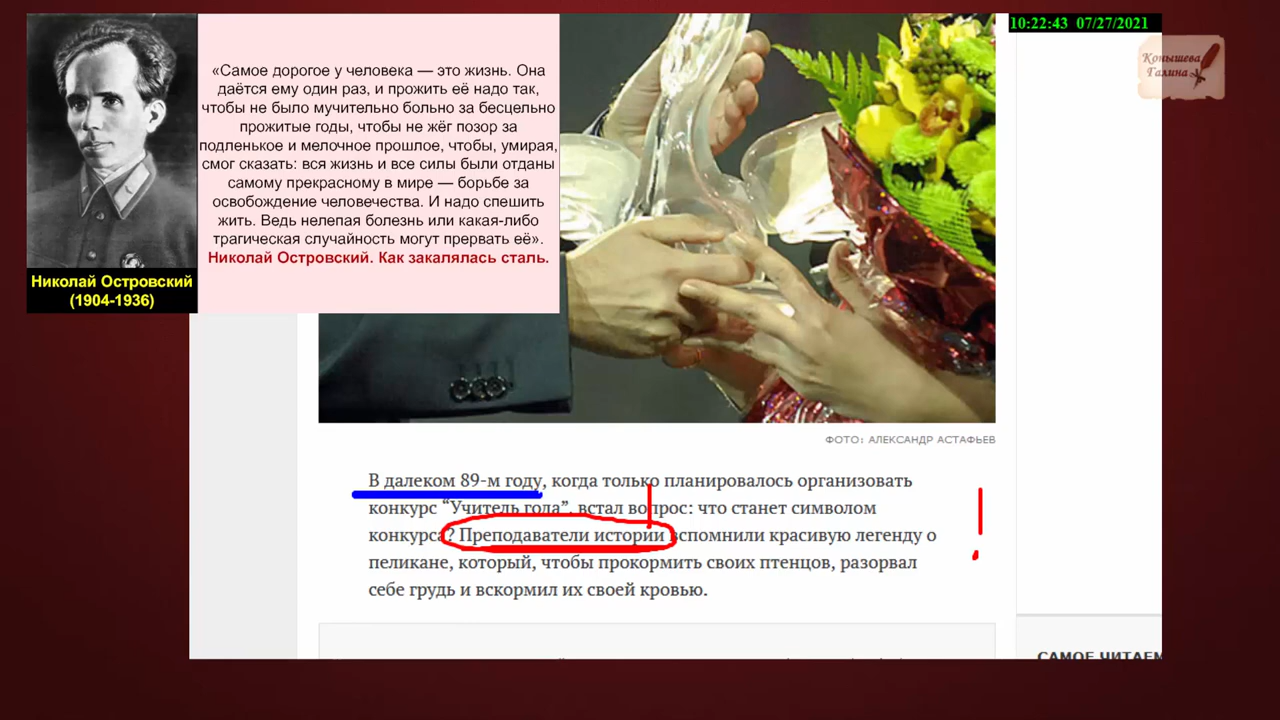 10:22:43 07/27/2021
Конышева
Галина
«Самое дорогое у человека — это жизнь. Она
даётся ему один раз, и прожить её надо так,
чтобы не было мучительно больно за бесцельно
прожитые годы, чтобы не жёг позор за
подленькое и мелочное прошлое, чтобы, умирая,
смог сказать: вся жизнь и все силы были отданы
самому прекрасному в мире — борьбе за
освобождение человечества. И надо спешить
жить. Ведь нелепая болезнь или какая-либо
трагическая случайность могут прервать её».
Николай Островский. Как закалялась сталь.
Николай Островский
(1904-1936)
ФОТО: АЛЕКСАНДР АСТАФЬЕВ
В далеком 89-м году, когда только планировалось организовать
конкурс “Учитель года”, встал вопрос: что станет символом
конкурса? Преподаватели истории вспомнили красивую легенду о
пеликане, который, чтобы прокормить своих птенцов, разорвал
себе грудь и вскормил их своей кровью.
САМОЕ ЧИТАЕМ